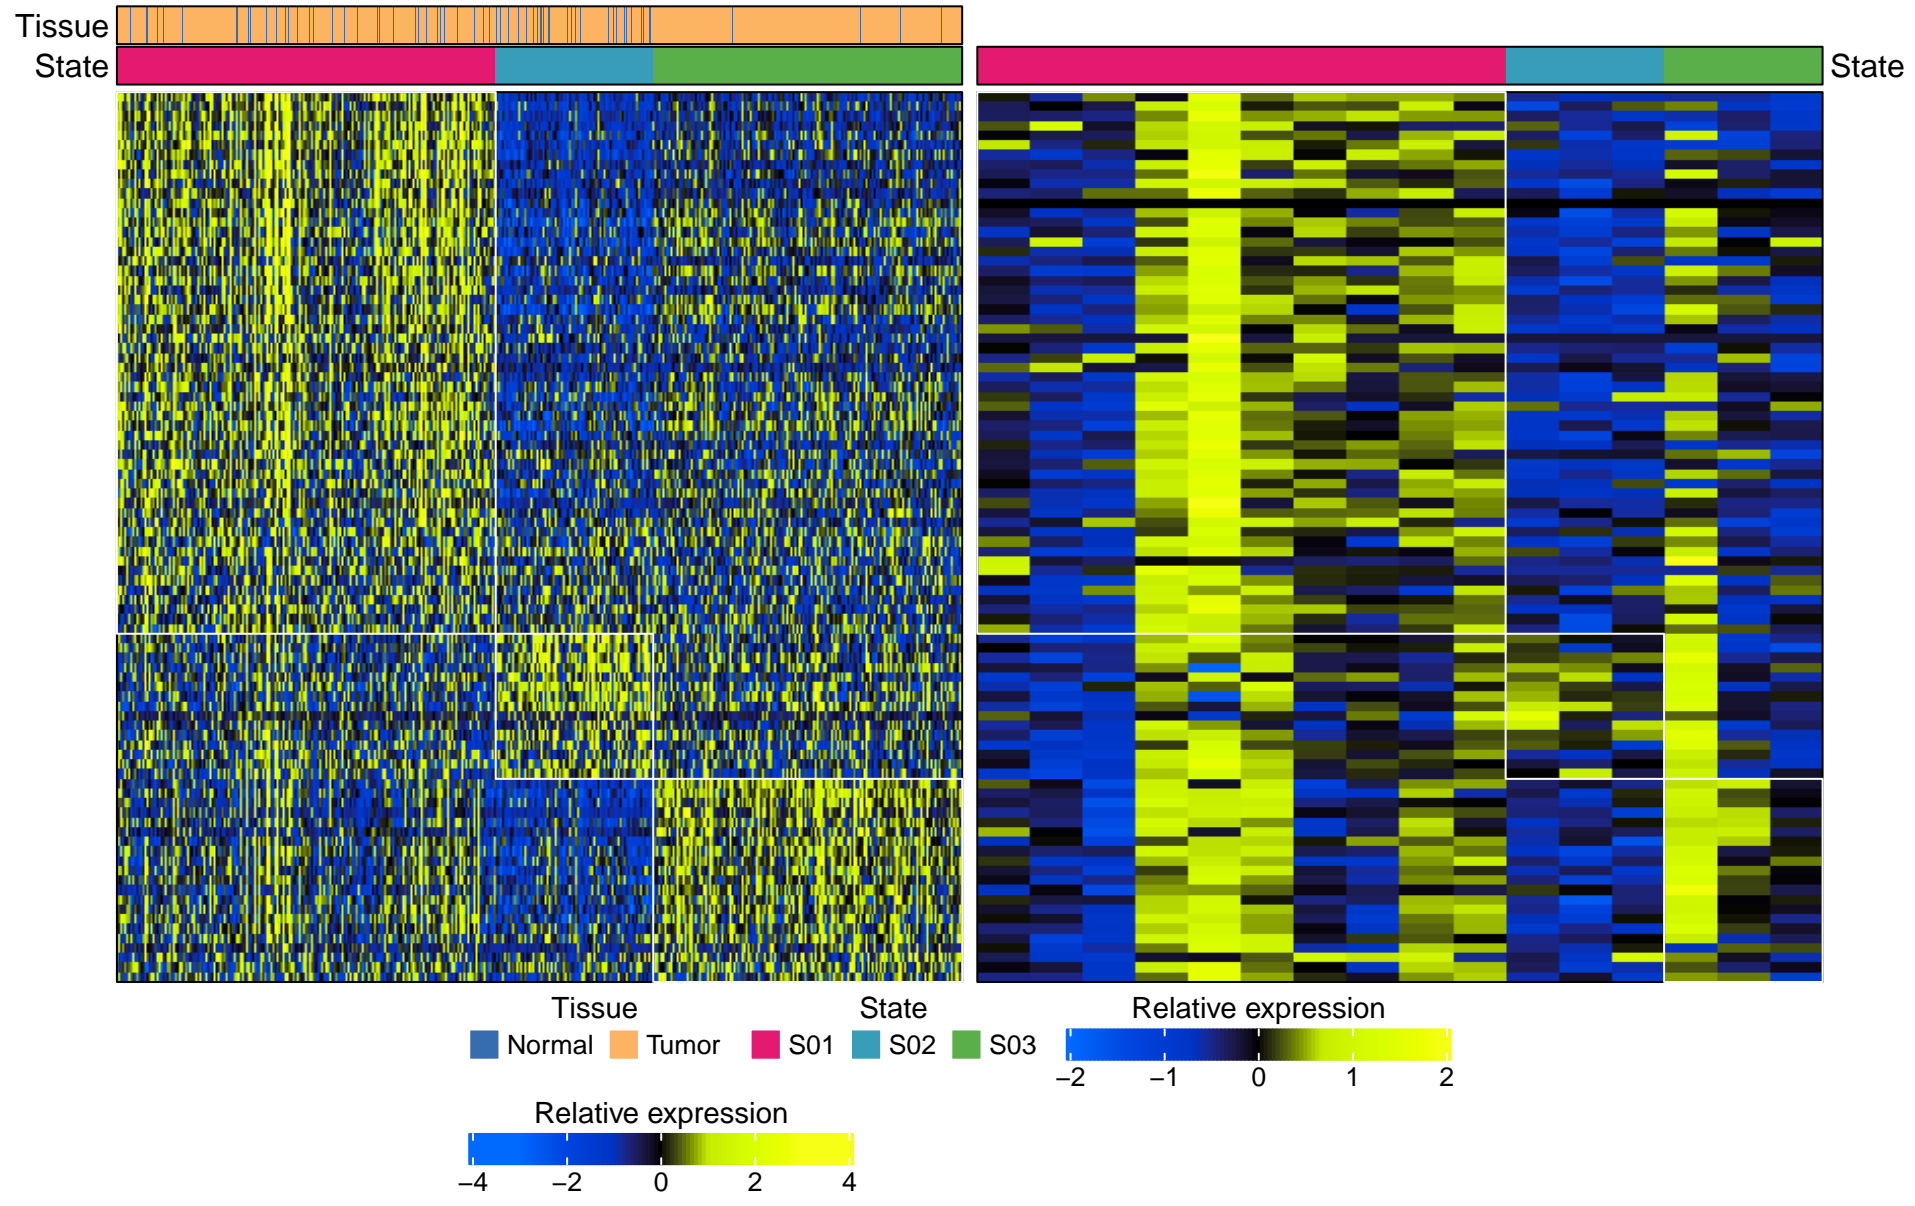 Tissue
State
State
Tissue
Normal Tumor
State
S01 S02 S03
Relative expression
−2 −1 0 1 2
Relative expression
−4 −2 0 2 4